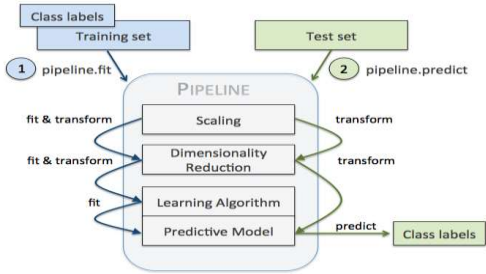 Class labels
Training set
Test set
1 pipeline.fit
2 pipeline.predict
PIPELINE
fit & transform
Scaling
transform
fit & transform
Dimensionality
Reduction
transform
fit
Learning Algorithm
Predictive Model
predict
Class labels